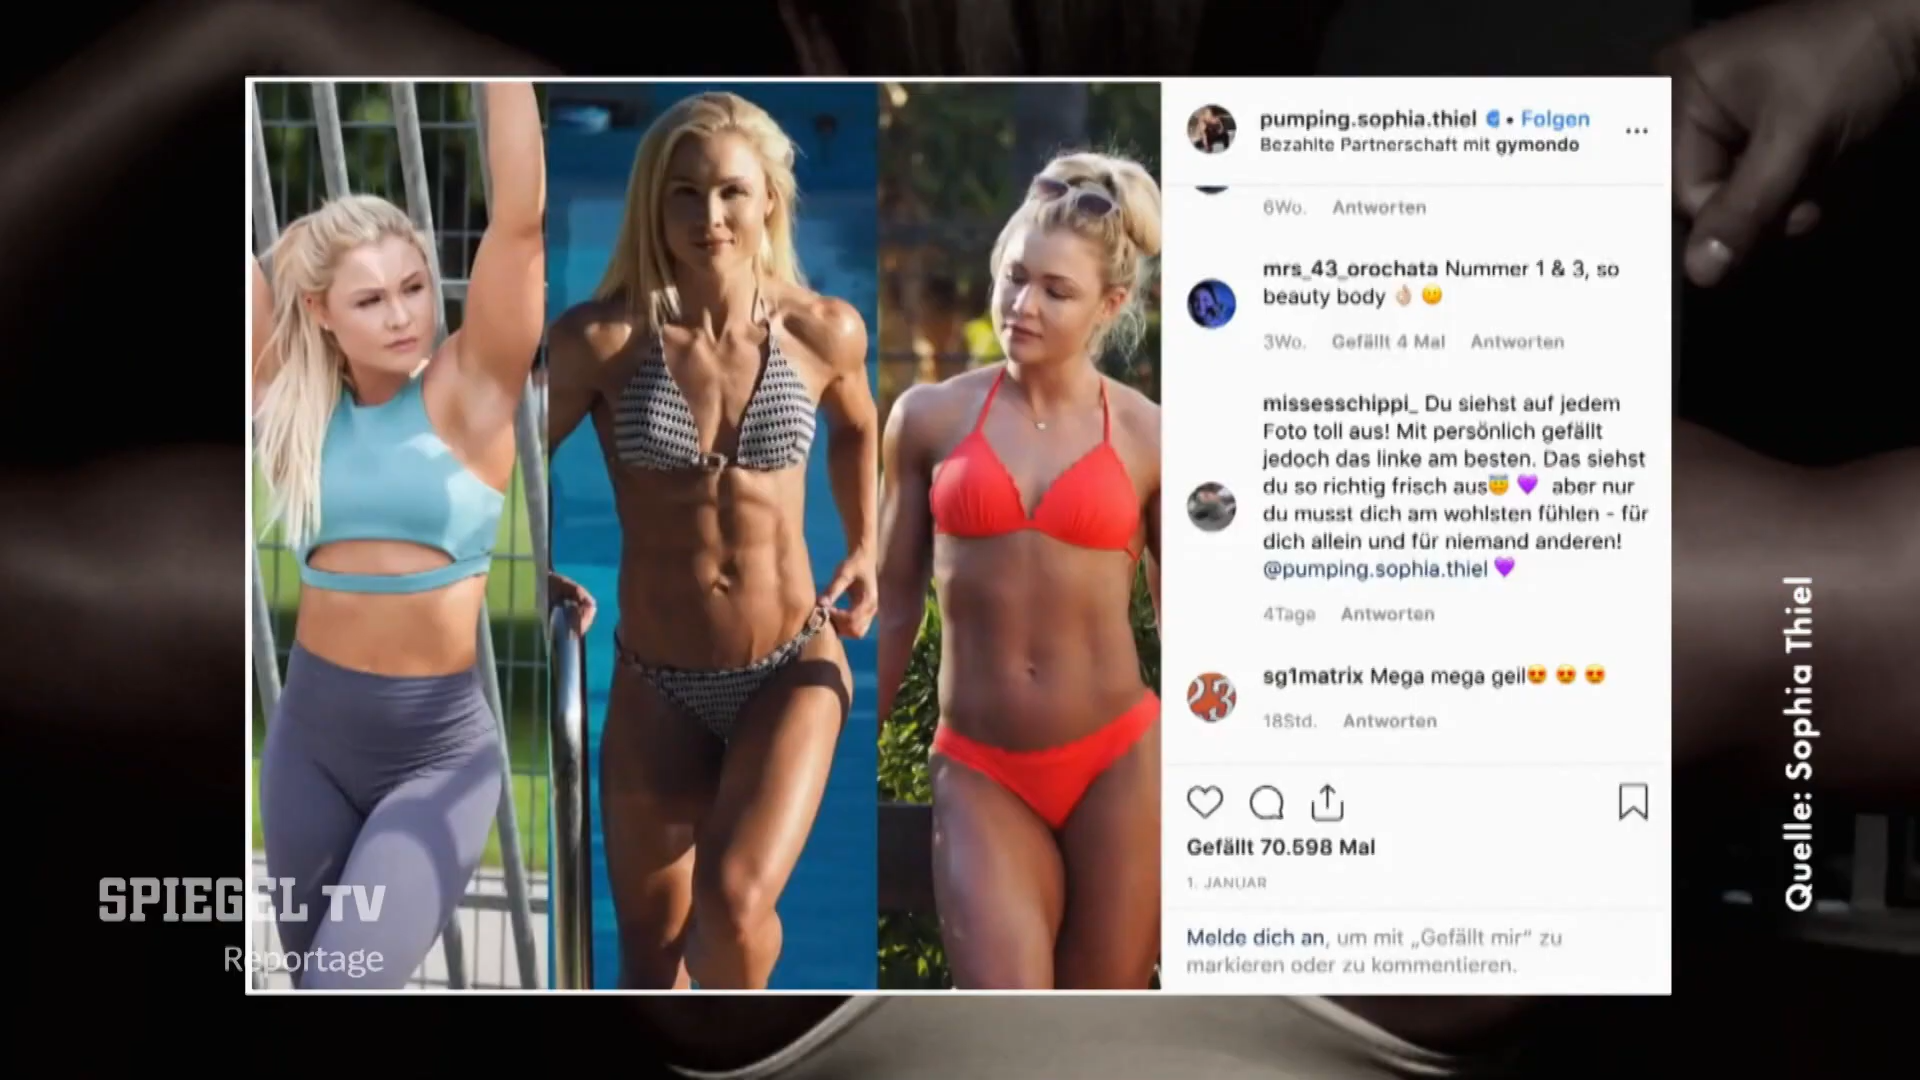 pumping.sophia.thiel • Folgen
Bezahlte Partnerschaft mit gymondo
6Wo. Antworten
mrs_43_orochata Nummer 1 & 3, so
beauty body 👌🏻 🙂
3Wo. Gefällt 4 Mal Antworten
missesschippi_ Du siehst auf jedem
Foto toll aus! Mit persönlich gefällt
jedoch das linke am besten. Das siehst
du so richtig frisch aus😇 💜 aber nur
du musst dich am wohlsten fühlen - für
dich allein und für niemand anderen!
@pumping.sophia.thiel 💜
4Tage Antworten
sg1matrix Mega mega geil😍 😍 😍
18Std. Antworten
Gefällt 70.598 Mal
1. JANUAR
Melde dich an, um mit „Gefällt mir“ zu
markieren oder zu kommentieren.
Quelle: Sophia Thiel
SPIEGEL TV
Reportage